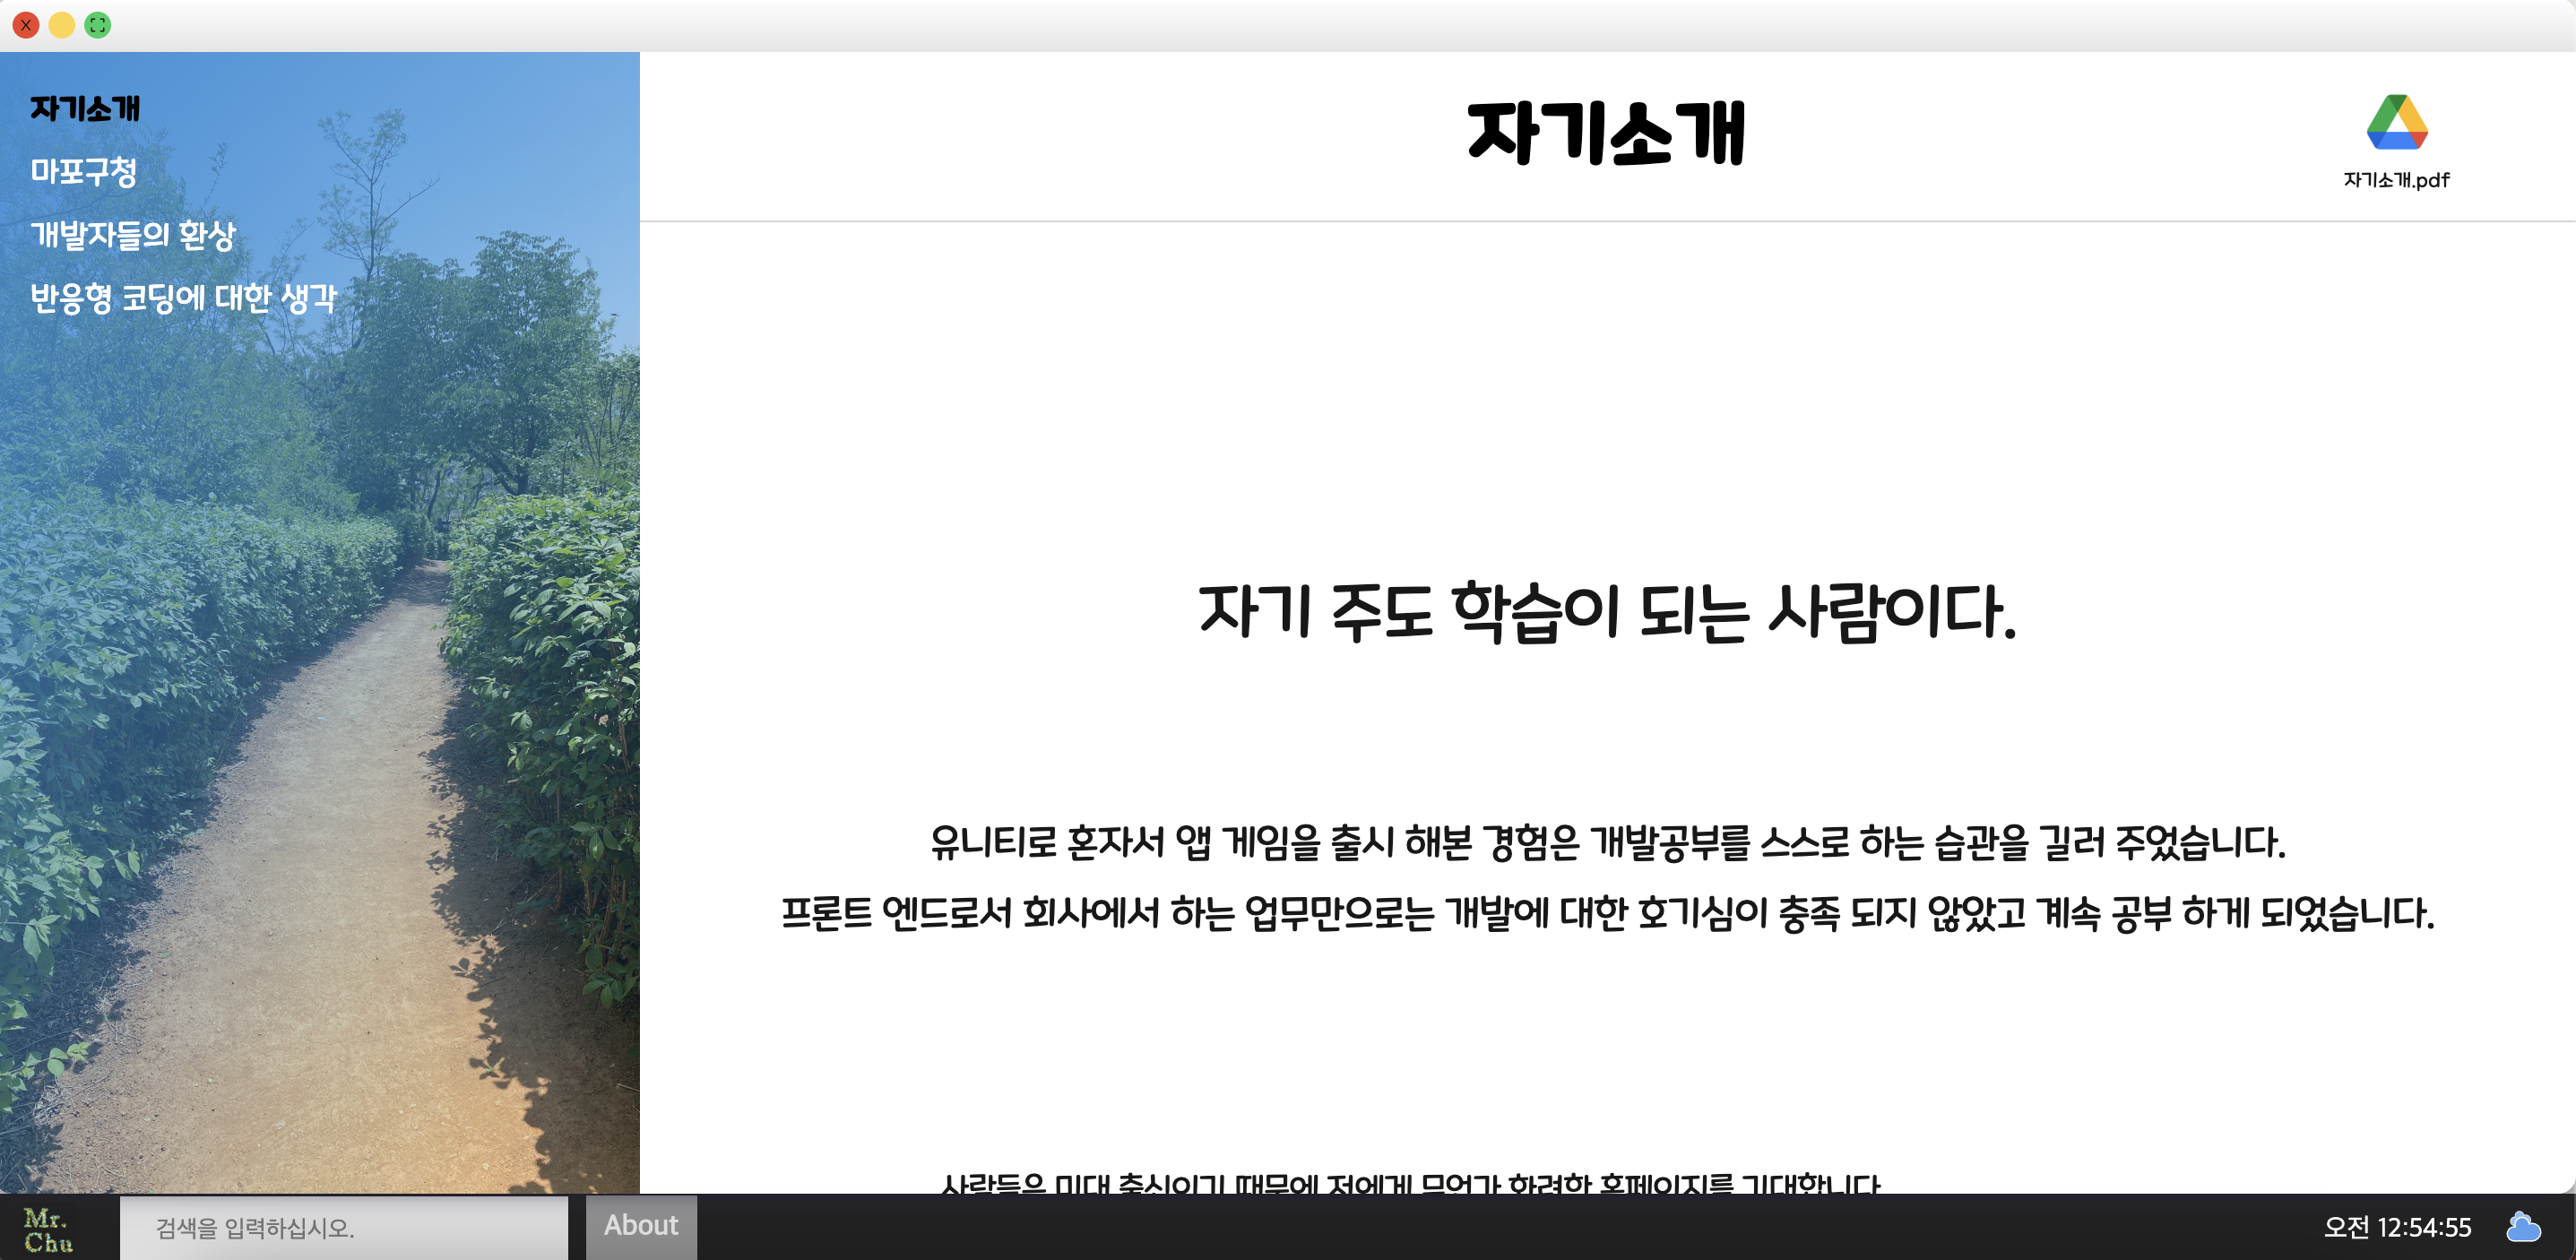 X
자기소개
마포구청
개발자들의 환상
반응형 코딩에 대한 생각
자기소개
자기소개.pdf
자기 주도 학습이 되는 사람이다.
유니티로 혼자서 앱 게임을 출시 해본 경험은 개발공부를 스스로 하는 습관을 길러 주었습니다.
프론트 엔드로서 회사에서 하는 업무만으로는 개발에 대한 호기심이 충족 되지 않았고 계속 공부 하게 되었습니다.
사람들은 미대 출신이기 때문에 저에게 무언가 화려한 홈페이지를 기대합니다
Mr.
Chu
검색을 입력하십시오.
About
오전 12:54:55